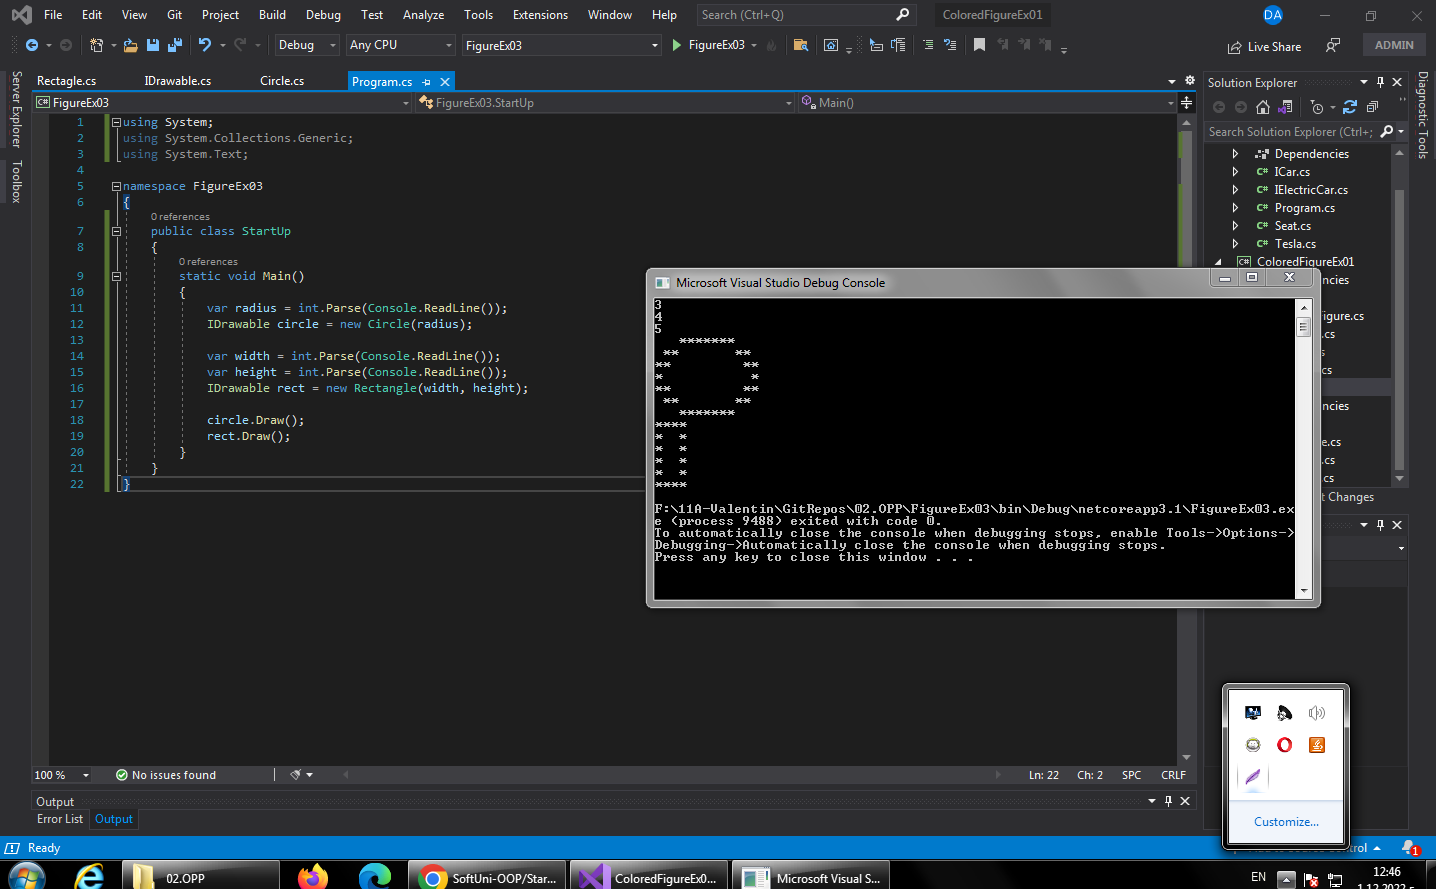 File Edit View Git Project Build Debug Test Analyze Tools Extensions Window Help Search (Ctrl+Q) ColoredFigureEx01 DA
Debug Any CPU FigureEx03 FigureEx03 Live Share ADMIN
Server Explorer
Toolbox
Rectagle.cs IDrawable.cs Circle.cs Program.cs
C# FigureEx03 FigureEx03.StartUp Main()
1 using System;
2 using System.Collections.Generic;
3 using System.Text;
4
5 namespace FigureEx03
6 {
0 references
7 public class StartUp
8 {
0 references
9 static void Main()
10 {
11 var radius = int.Parse(Console.ReadLine());
12 IDrawable circle = new Circle(radius);
13
14 var width = int.Parse(Console.ReadLine());
15 var height = int.Parse(Console.ReadLine());
16 IDrawable rect = new Rectangle(width, height);
17
18 circle.Draw();
19 rect.Draw();
20 }
21 }
22 }
Microsoft Visual Studio Debug Console
3
4
5
   *******
 **       **
**         **
*           *
**         **
 **       **
   *******
****
*  *
*  *
*  *
*  *
****
F:\11A-Valentin\GitRepos\02.OPP\FigureEx03\bin\Debug\netcoreapp3.1\FigureEx03.ex
e (process 9488) exited with code 0.
To automatically close the console when debugging stops, enable Tools->Options->
Debugging->Automatically close the console when debugging stops.
Press any key to close this window . . .
Solution Explorer
Search Solution Explorer (Ctrl+;
Dependencies
C# ICar.cs
C# IElectricCar.cs
C# Program.cs
C# Seat.cs
C# Tesla.cs
C# ColoredFigureEx01
encies
igure.cs
.cs
s
cs
encies
e.cs
.cs
cs
t Changes
Diagnostic Tools
100 % No issues found Ln: 22 Ch: 2 SPC CRLF
Output
Error List Output
Ready
Customize...
1
02.OPP SoftUni-OOP/Star... ColoredFigureEx0... Microsoft Visual S... EN 12:46
1.12.2022 г.